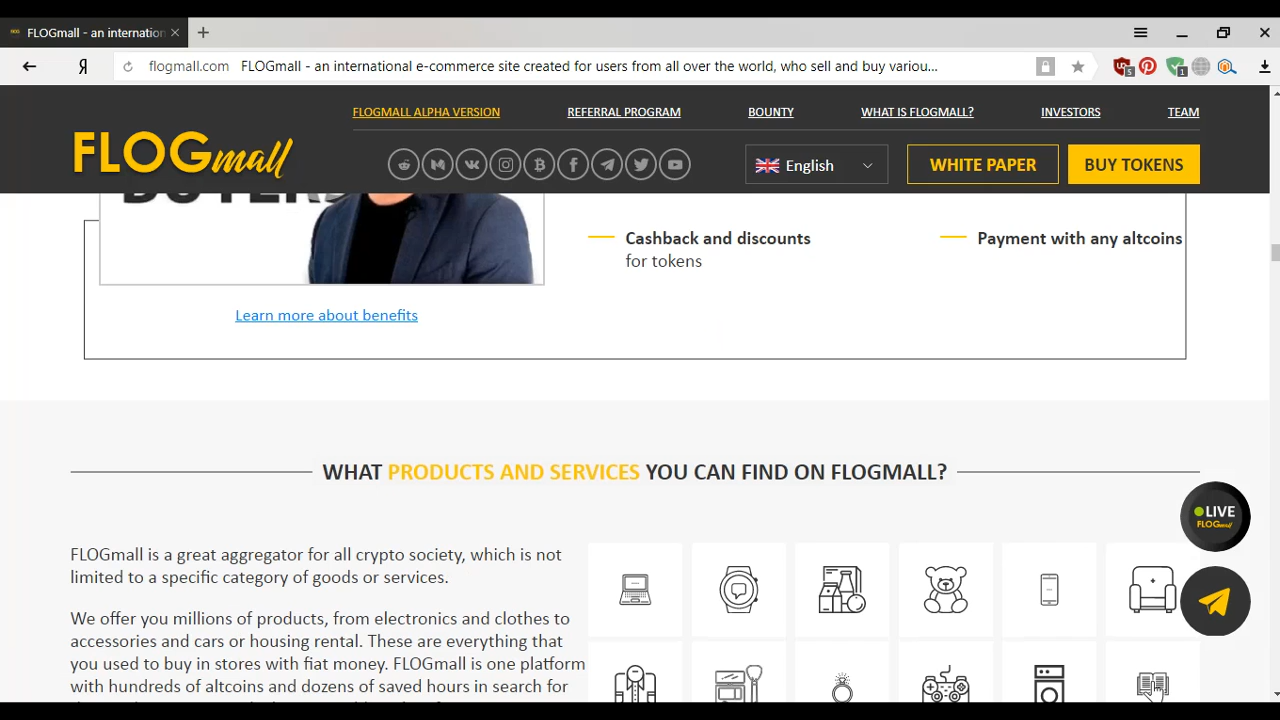 FLOGmall - an internation
Я
flogmall.com FLOGmall - an international e-commerce site created for users from all over the world, who sell and buy variou...
5
1
FLOGMALL ALPHA VERSION
REFERRAL PROGRAM
BOUNTY
WHAT IS FLOGMALL?
INVESTORS
TEAM
FLOGmall
English
WHITE PAPER
BUY TOKENS
BUYERS
Cashback and discounts
for tokens
Payment with any altcoins
Learn more about benefits
WHAT PRODUCTS AND SERVICES YOU CAN FIND ON FLOGMALL?
LIVE
FLOGmall
FLOGmall is a great aggregator for all crypto society, which is not
limited to a specific category of goods or services.
We offer you millions of products, from electronics and clothes to
accessories and cars or housing rental. These are everything that
you used to buy in stores with fiat money. FLOGmall is one platform
with hundreds of altcoins and dozens of saved hours in search for